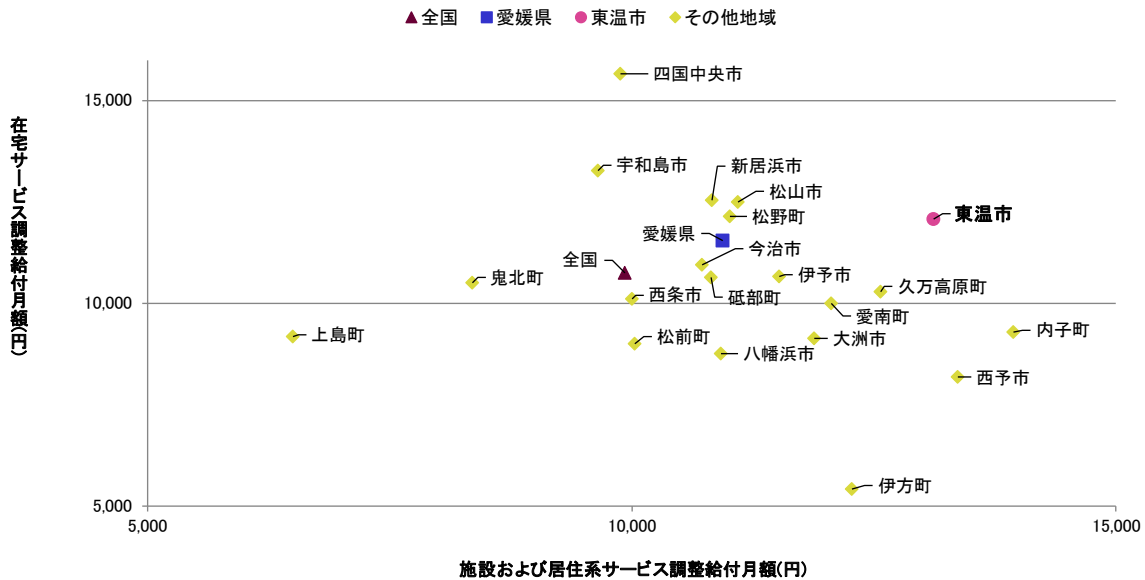 全国 愛媛県 東温市 その他地域
在宅サービス調整給付月額(円)
15,000
10,000
5,000
四国中央市
宇和島市
新居浜市
松山市
松野町
東温市
愛媛県
今治市
全国
鬼北町
伊予市
久万高原町
西条市
砥部町
愛南町
上島町
松前町
大洲市
内子町
八幡浜市
西予市
伊方町
5,000 10,000 15,000
施設および居住系サービス調整給付月額(円)